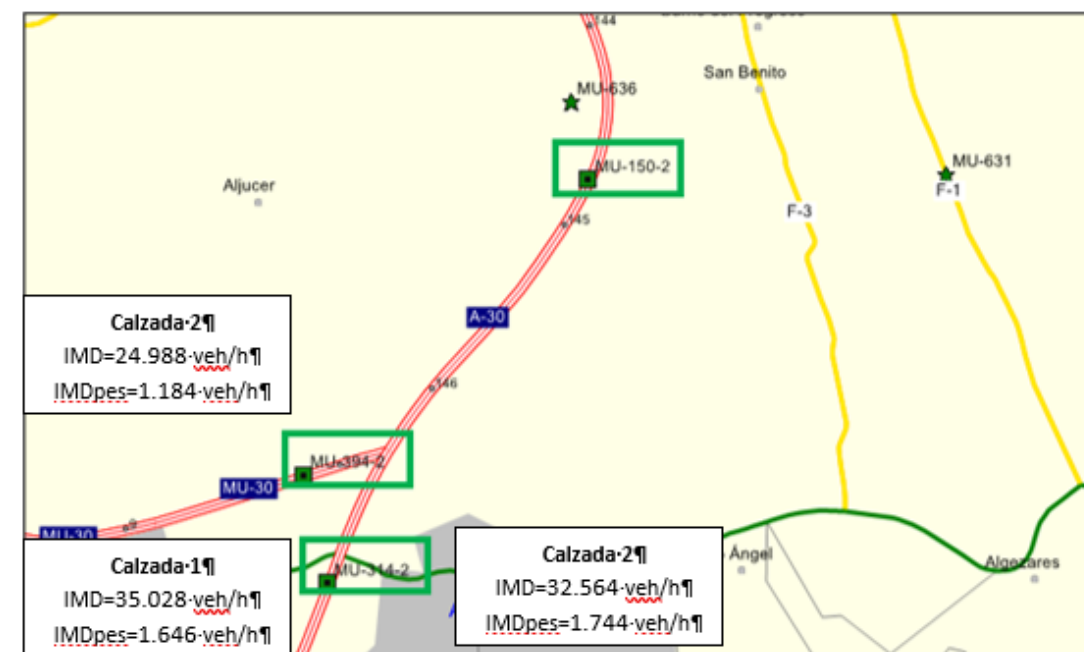 144
San Benito
MU-636
MU-150-2
MU-631
F-1
Aljucer
F-3
145
A-30
Calzada·2¶
IMD=24.988·veh/h¶
IMDpes=1.184·veh/h¶
146
MU-394-2
MU-30
9
MU-30
Calzada·1¶
IMD=35.028·veh/h¶
IMDpes=1.646·veh/h¶
MU-314-2
Calzada·2¶
IMD=32.564·veh/h¶
IMDpes=1.744·veh/h¶
Ángel
Algezares